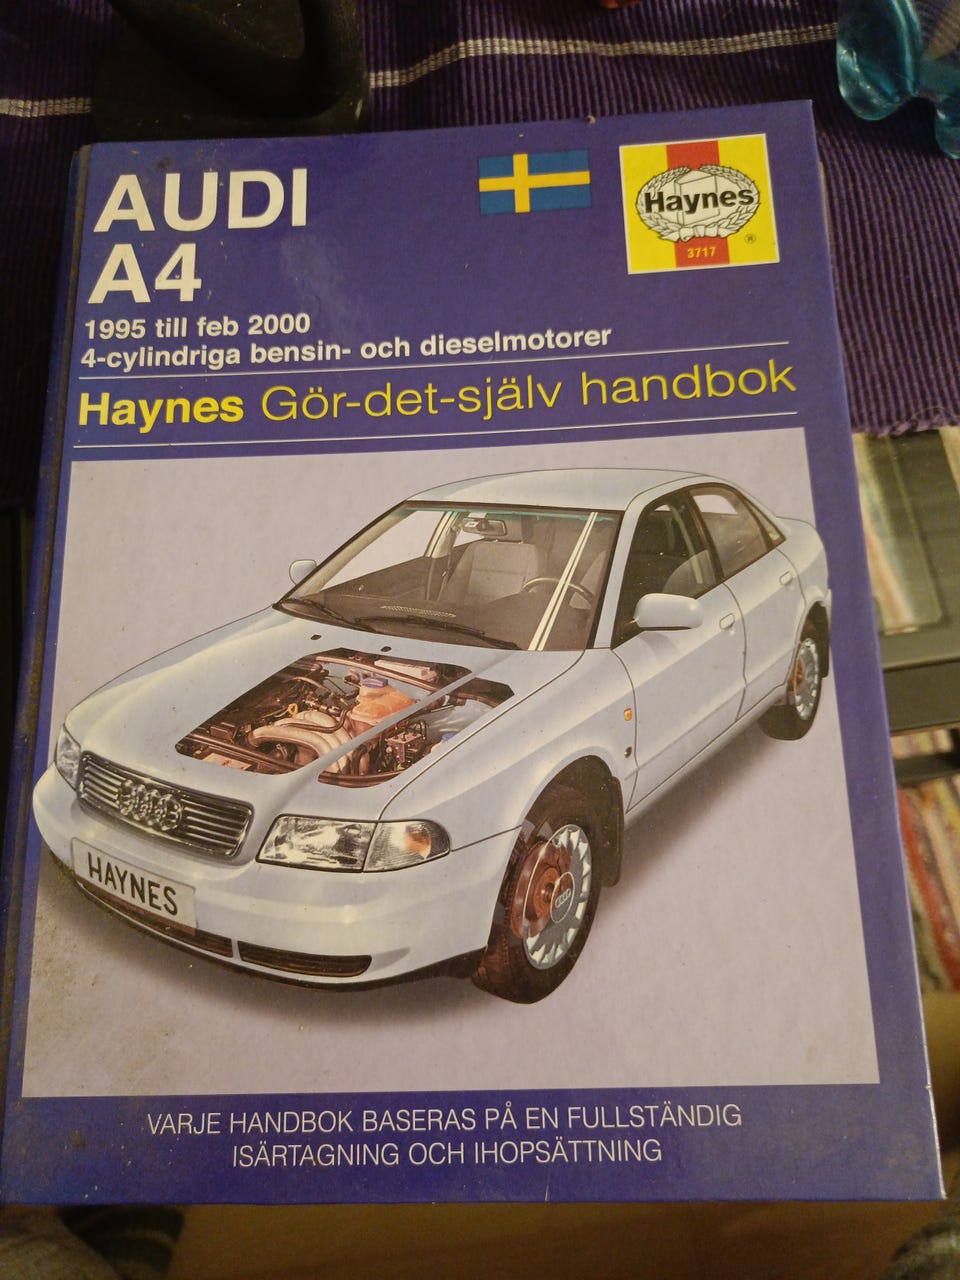 AUDI
A4
Haynes
®
3717
1995 till feb 2000
4-cylindriga bensin- och dieselmotorer
Haynes Gör-det-själv handbok
HAYNES
VARJE HANDBOK BASERAS PÅ EN FULLSTÄNDIG
ISÄRTAGNING OCH IHOPSÄTTNING